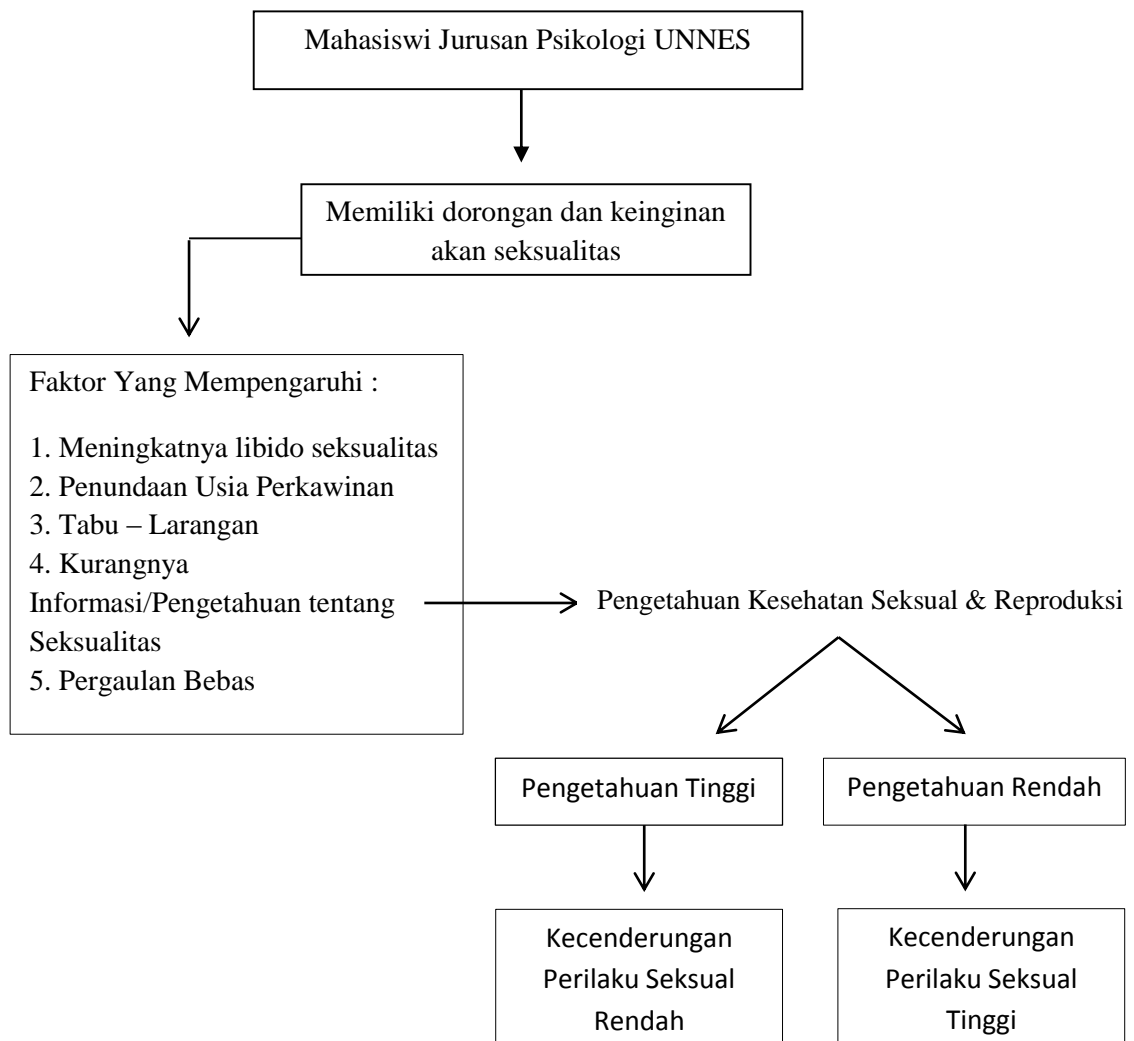 Mahasiswi Jurusan Psikologi UNNES
Memiliki dorongan dan keinginan
akan seksualitas
Faktor Yang Mempengaruhi :
1. Meningkatnya libido seksualitas
2. Penundaan Usia Perkawinan
3. Tabu – Larangan
4. Kurangnya
Informasi/Pengetahuan tentang
Seksualitas
5. Pergaulan Bebas
Pengetahuan Kesehatan Seksual & Reproduksi
Pengetahuan Tinggi
Pengetahuan Rendah
Kecenderungan
Perilaku Seksual
Rendah
Kecenderungan
Perilaku Seksual
Tinggi